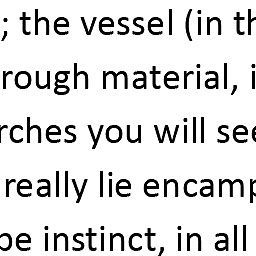 ; the vessel (in th
rough material, i
rches you will see
really lie encamp
be instinct, in all